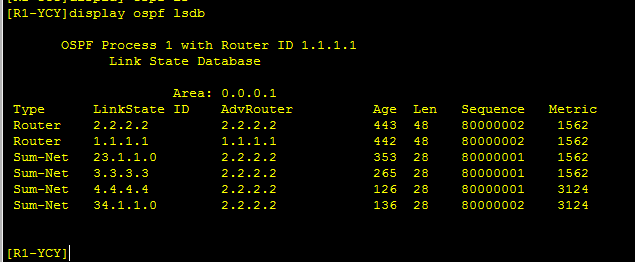 [R1-YCY]display ospf lsdb
OSPF Process 1 with Router ID 1.1.1.1
Link State Database
Area: 0.0.0.1
Type LinkState ID AdvRouter Age Len Sequence Metric
Router 2.2.2.2 2.2.2.2 443 48 80000002 1562
Router 1.1.1.1 1.1.1.1 442 48 80000002 1562
Sum-Net 23.1.1.0 2.2.2.2 353 28 80000001 1562
Sum-Net 3.3.3.3 2.2.2.2 265 28 80000001 1562
Sum-Net 4.4.4.4 2.2.2.2 126 28 80000001 3124
Sum-Net 34.1.1.0 2.2.2.2 136 28 80000002 3124
[R1-YCY]